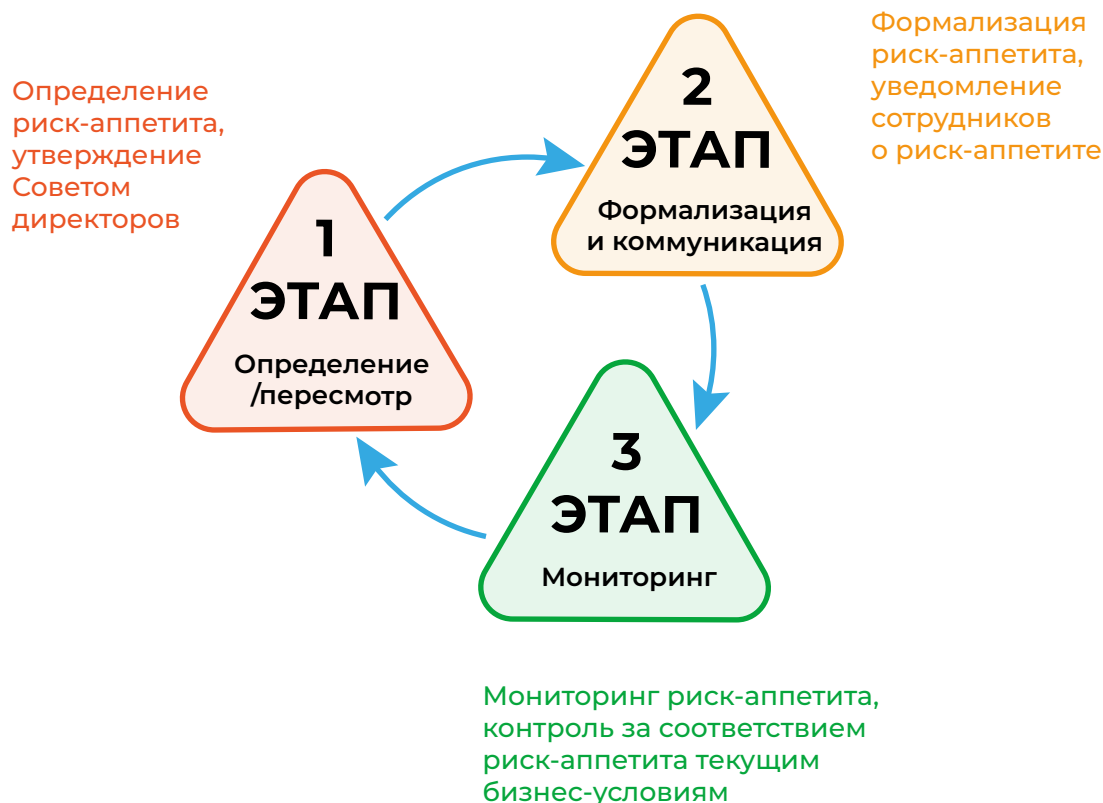 Определение
риск-аппетита,
утверждение
Советом
директоров
1
ЭТАП
Определение
/пересмотр
Формализация
риск-аппетита,
уведомление
сотрудников
о риск-аппетите
2
ЭТАП
Формализация
и коммуникация
3
ЭТАП
Мониторинг
Мониторинг риск-аппетита,
контроль за соответствием
риск-аппетита текущим
бизнес-условиям